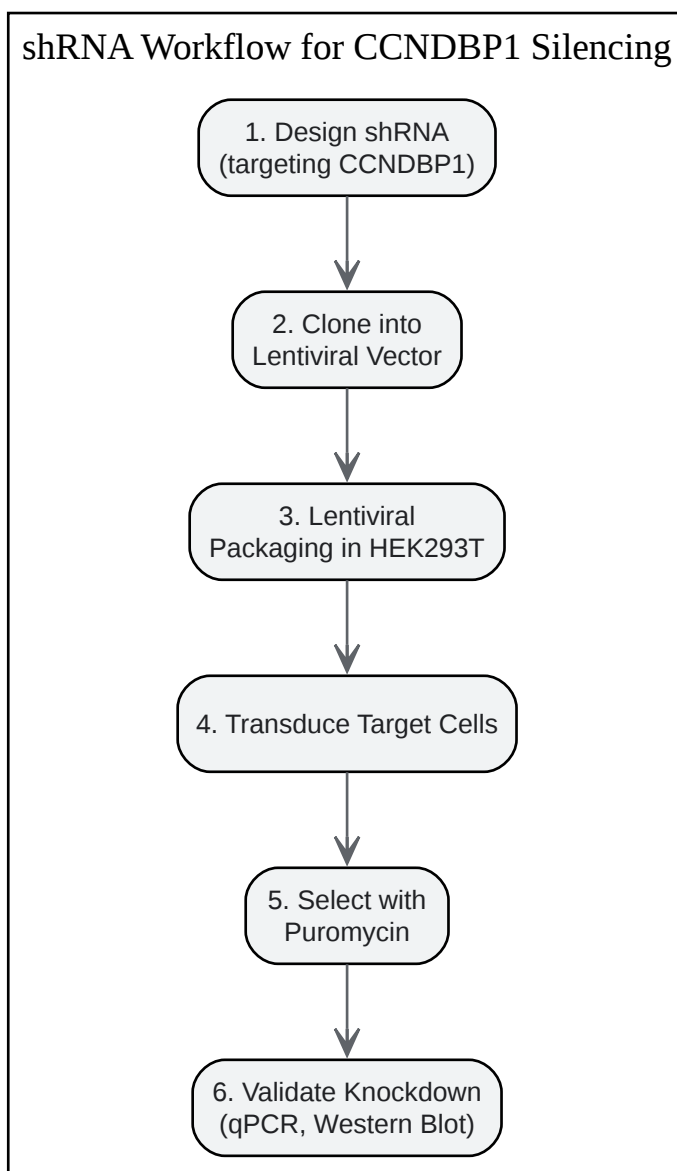 shRNA Workflow for CCNDBP1 Silencing
1. Design shRNA
(targeting CCNDBP1)
2. Clone into
Lentiviral Vector
3. Lentiviral
Packaging in HEK293T
4. Transduce Target Cells
5. Select with
Puromycin
6. Validate Knockdown
(qPCR, Western Blot)